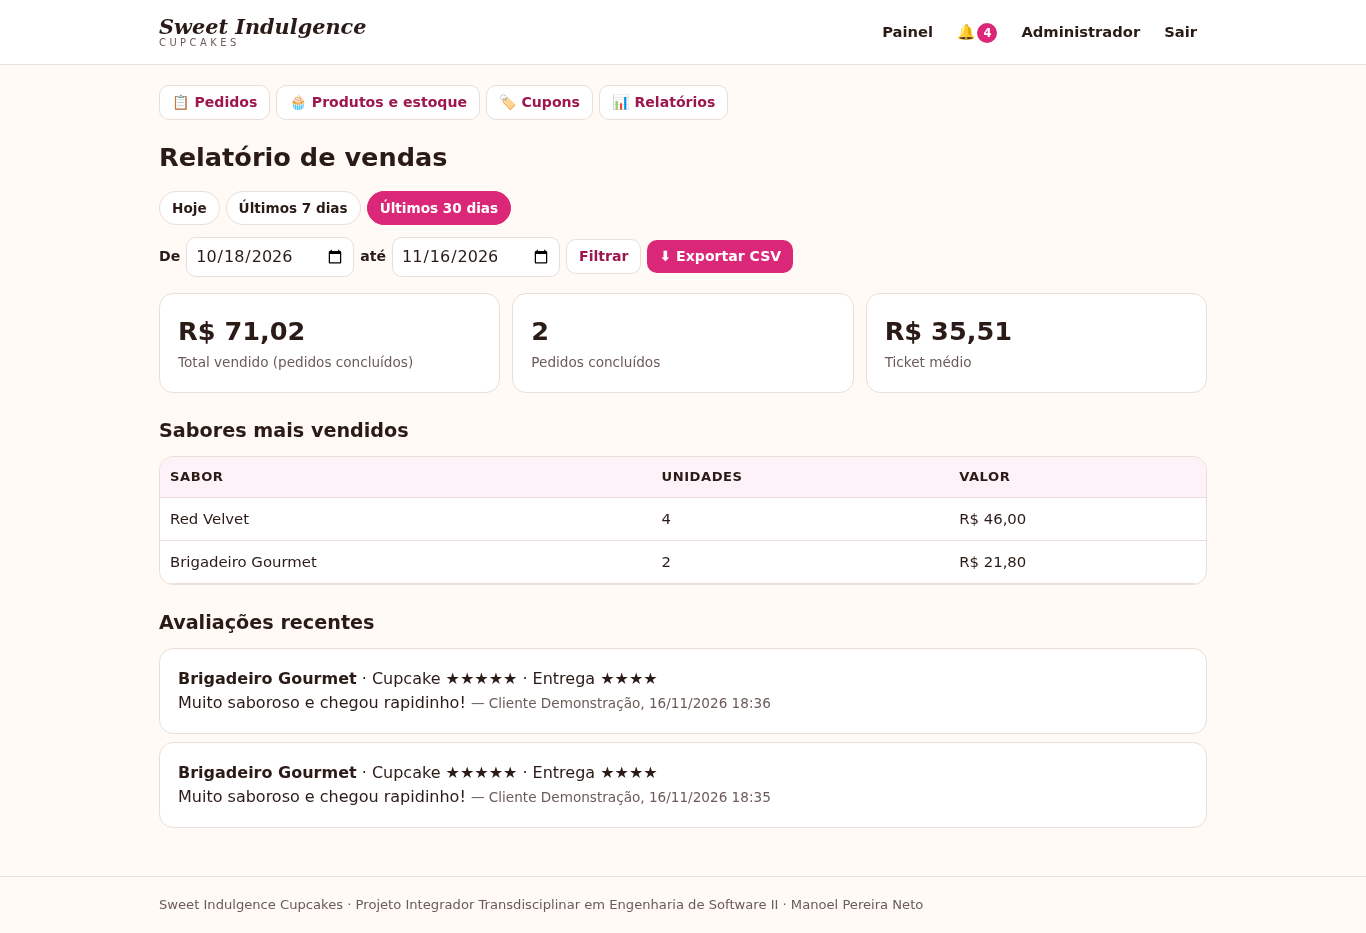 Sweet Indulgence
CUPCAKES
Painel 🔔 4 Administrador Sair
📋 Pedidos 🧁 Produtos e estoque 🏷️ Cupons 📊 Relatórios
Relatório de vendas
Hoje Últimos 7 dias Últimos 30 dias
De 10/18/2026 até 11/16/2026 Filtrar ⬇ Exportar CSV
R$ 71,02 2 R$ 35,51
Total vendido (pedidos concluídos) Pedidos concluídos Ticket médio
Sabores mais vendidos
SABOR UNIDADES VALOR
Red Velvet 4 R$ 46,00
Brigadeiro Gourmet 2 R$ 21,80
Avaliações recentes
Brigadeiro Gourmet · Cupcake ★★★★★ · Entrega ★★★★
Muito saboroso e chegou rapidinho! — Cliente Demonstração, 16/11/2026 18:36
Brigadeiro Gourmet · Cupcake ★★★★★ · Entrega ★★★★
Muito saboroso e chegou rapidinho! — Cliente Demonstração, 16/11/2026 18:35
Sweet Indulgence Cupcakes · Projeto Integrador Transdisciplinar em Engenharia de Software II · Manoel Pereira Neto